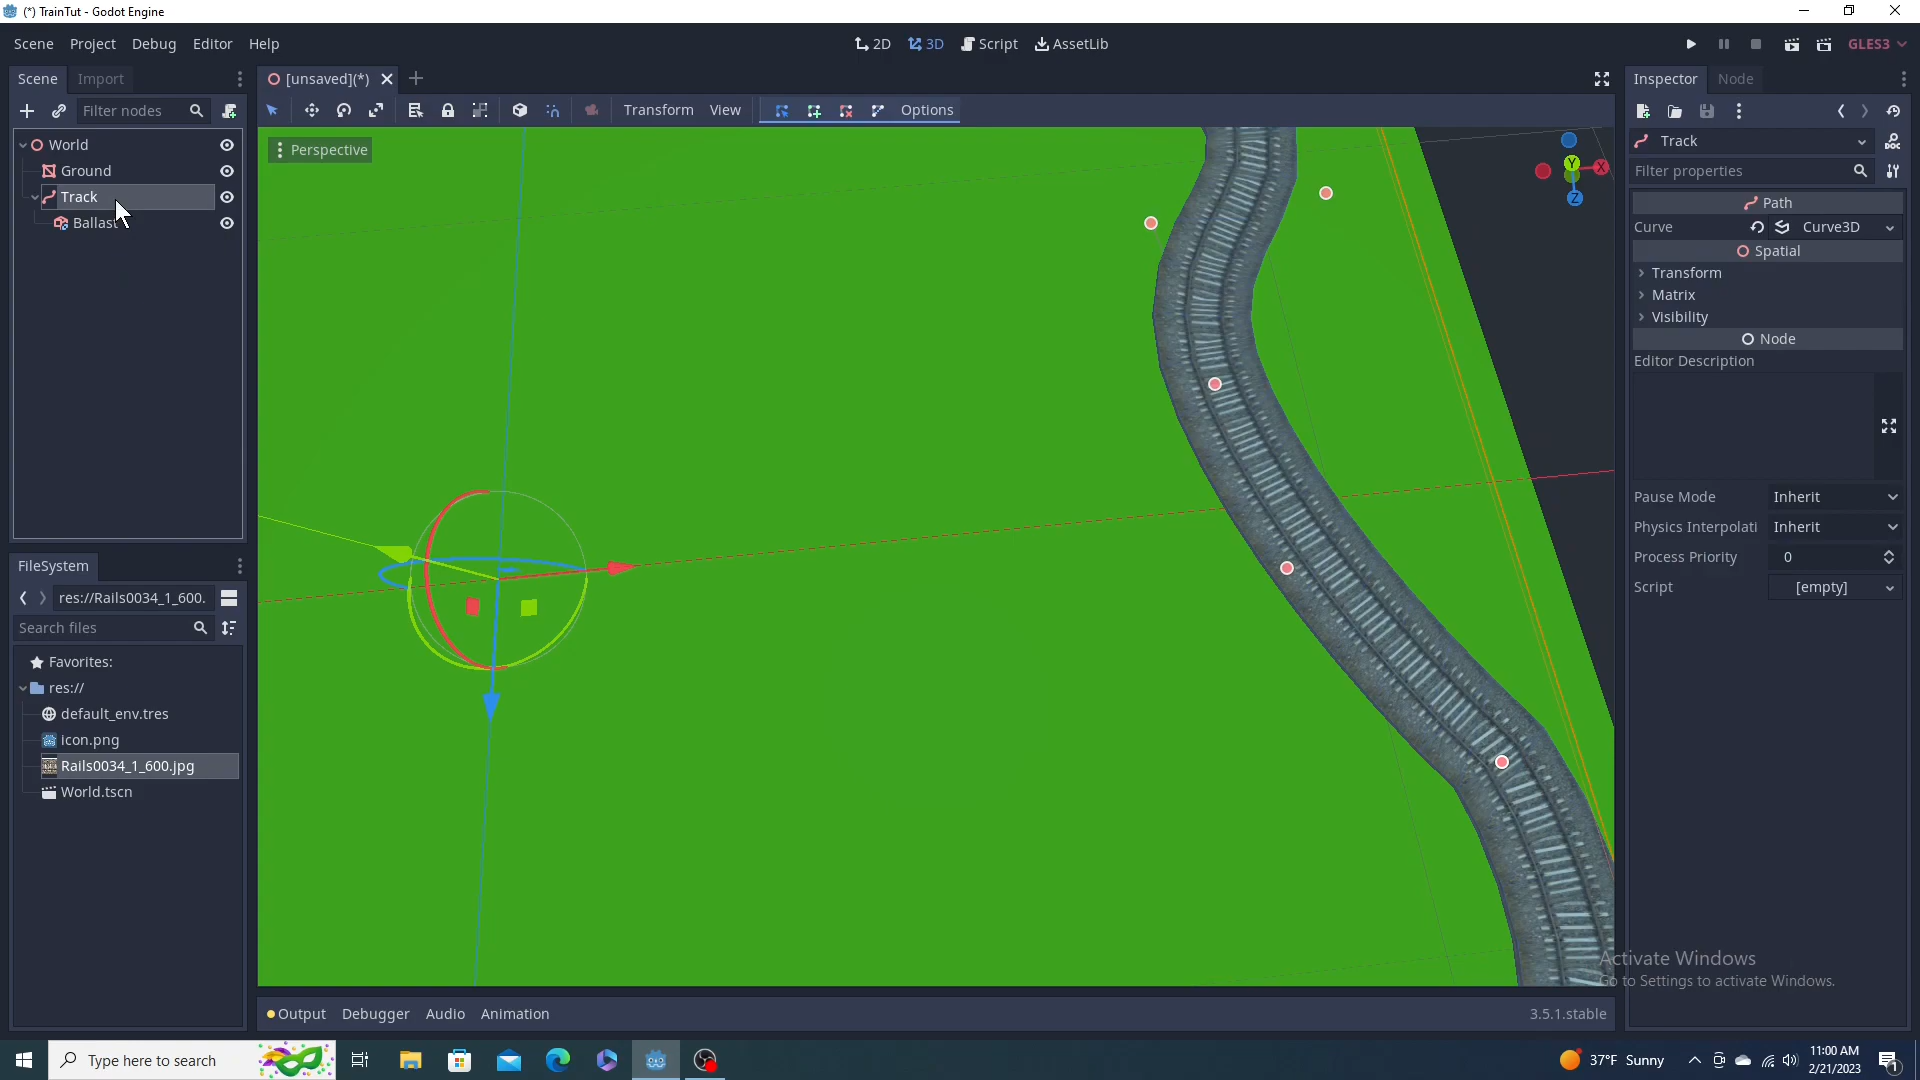 (*) TrainTut - Godot Engine
Scene Project Debug Editor Help
2D 3D Script AssetLib
GLES3
Scene Import
[unsaved](*)
Inspector Node
Filter nodes
Transform View
Options
World
Ground
Track
Ballast
Perspective
Y
X
Z
Track
Filter properties
Path
Curve Curve3D
Spatial
Transform
Matrix
Visibility
Node
Editor Description
Pause Mode Inherit
Physics Interpolati Inherit
Process Priority 0
Script [empty]
FileSystem
res://Rails0034_1_600.
Search files
Favorites:
res://
default_env.tres
icon.png
Rails0034_1_600.jpg
World.tscn
Activate Windows
Go to Settings to activate Windows.
Output Debugger Audio Animation
3.5.1.stable
Type here to search
37°F Sunny
11:00 AM
2/21/2023
1